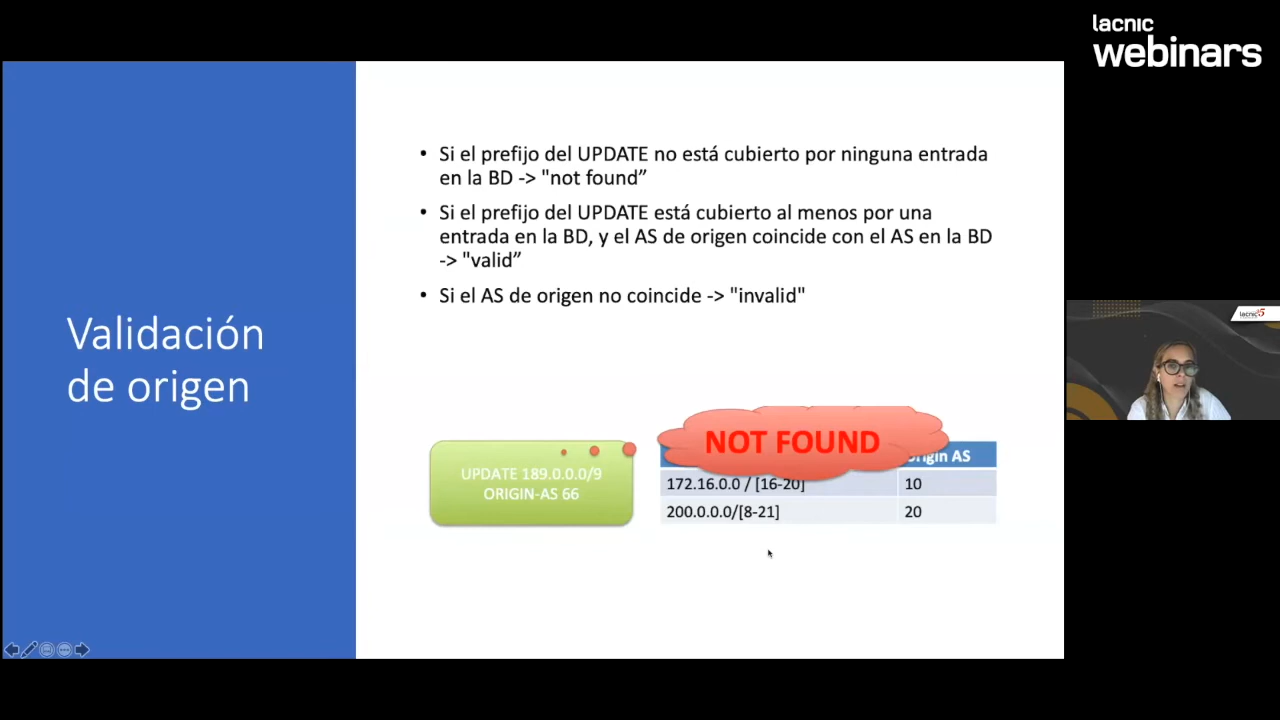 lacnic
webinars
• Si el prefijo del UPDATE no está cubierto por ninguna entrada
en la BD -> "not found”
• Si el prefijo del UPDATE está cubierto al menos por una
entrada en la BD, y el AS de origen coincide con el AS en la BD
-> "valid”
• Si el AS de origen no coincide -> "invalid"
Validación
de origen
NOT FOUND
UPDATE 189.0.0.0/9
ORIGIN-AS 66
Origin AS
172.16.0.0 / [16-20] 10
200.0.0.0/[8-21] 20
lacnic